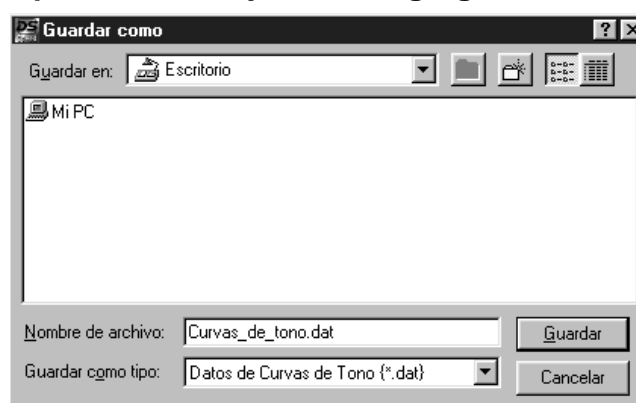 Guardar como
Guardar en: Escritorio
Mi PC
Nombre de archivo: Curvas_de_tono.dat Guardar
Guardar como tipo: Datos de Curvas de Tono {*.dat} Cancelar